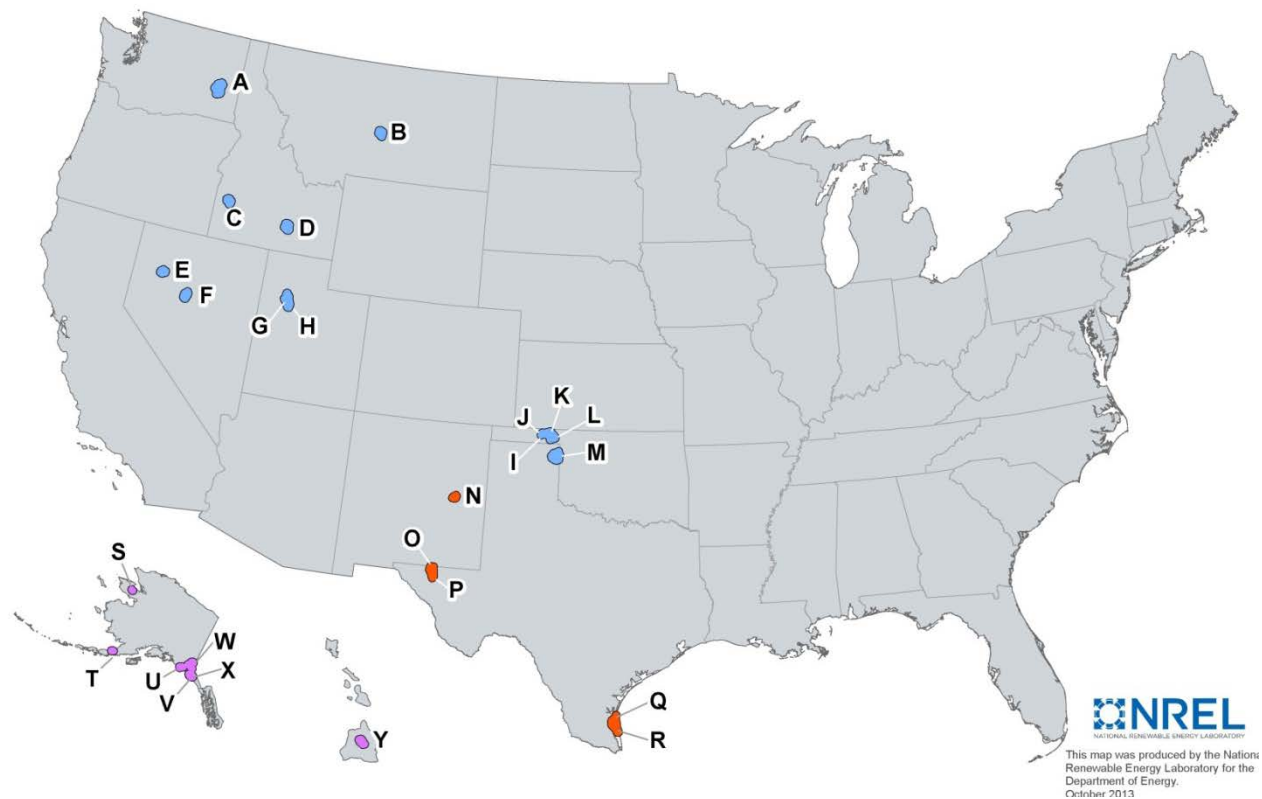 A
B
C
D
E
F
G H
K
J L
I M
N
O
P
S
W
T U X
V
Y
Q
R
NREL
NATIONAL RENEWABLE ENERGY LABORATORY
This map was produced by the Nationa
Renewable Energy Laboratory for the
Department of Energy.
October 2013